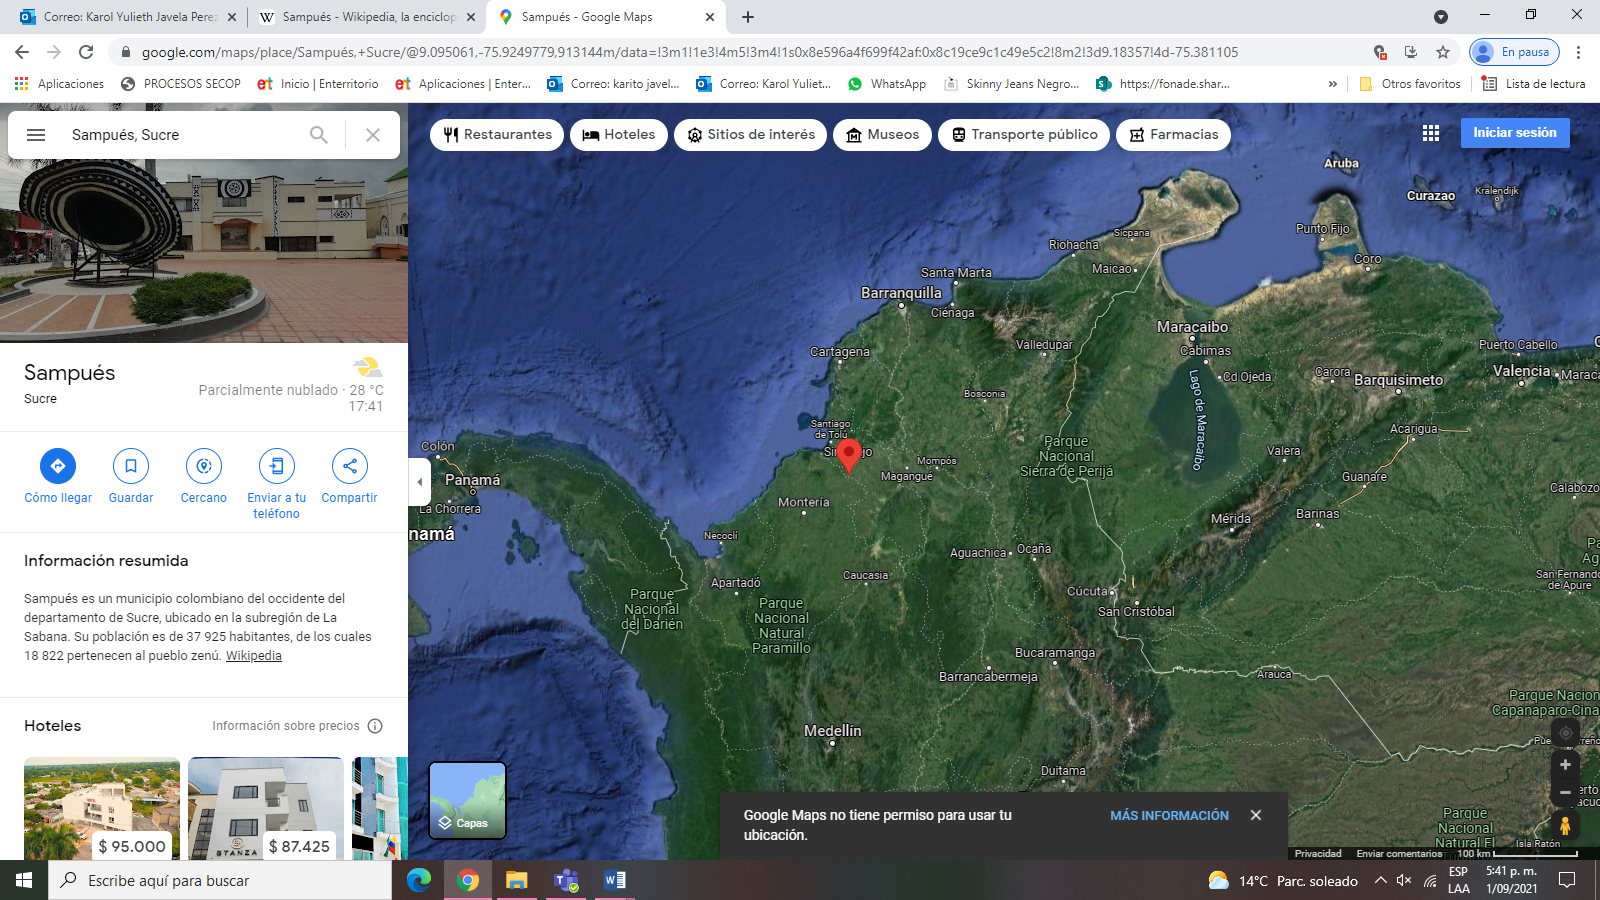 Correo: Karol Yulieth Javela Perez
Sampués - Wikipedia, la enciclop
Sampués - Google Maps
google.com/maps/place/Sampués,+Sucre/@9.095061,-75.9249779,913144m/data=!3m1!1e3!4m5!3m4!1s0x8e596a4f699f42af:0x8c19ce9c1c49e5c2!8m2!3d9.18357!4d-75.381105
En pausa
Aplicaciones
PROCESOS SECOP
Inicio | Enterritorio
Aplicaciones | Enter...
Correo: karito javel...
Correo: Karol Yuliet...
WhatsApp
Skinny Jeans Negro...
https://fonade.shar...
Otros favoritos
Lista de lectura
Sampués, Sucre
Restaurantes
Hoteles
Sitios de interés
Museos
Transporte público
Farmacias
Iniciar sesión
Sampués
Sucre
Parcialmente nublado · 28 °C
17:41
Cómo llegar
Guardar
Cercano
Enviar a tu
teléfono
Compartir
Información resumida
Sampués es un municipio colombiano del occidente del
departamento de Sucre, ubicado en la subregión de La
Sabana. Su población es de 37 925 habitantes, de los cuales
18 822 pertenecen al pueblo zenú. Wikipedia
Hoteles
Información sobre precios
STANZA
$ 95.000
$ 87.425
Aruba
Curazao
Kralendijk
Sicpana
Riohacha
Punto Fijo
Maicao
Coro
Santa Marta
Barranquilla
Ciénaga
Maracaibo
Valledupar
Cabimas
Puerto Cabello
Cartagena
Cd Ojeda
Carora
Barquisimeto
Valencia
Maraca
Lago de Maracaibo
Bosconia
Santiago
de Tolú
Acarigua
Colón
Parque
Nacional
Sierra de Perijá
Valera
Mompós
Magangué
Guanare
Panamá
Calabozo
Montería
La Chorrera
Mérida
Barinas
namá
Necoclí
Aguachica
Ocaña
Caucasia
Apartadó
San Fernando
de Apure
Cúcuta
San Cristóbal
Parque
Nacional
del Darién
Parque
Nacional
Natural
Paramillo
Bucaramanga
Barrancabermeja
Arauca
Parque Nacion
Capanaparo-Cina
Medellín
Duitama
Parque
Nacional
Nacional El
Isla Ratón
Capas
Google Maps no tiene permiso para usar tu
ubicación.
MÁS INFORMACIÓN
Privacidad
Enviar comentarios
100 km
Escribe aquí para buscar
14°C Parc. soleado
ESP
LAA
5:41 p. m.
1/09/2021